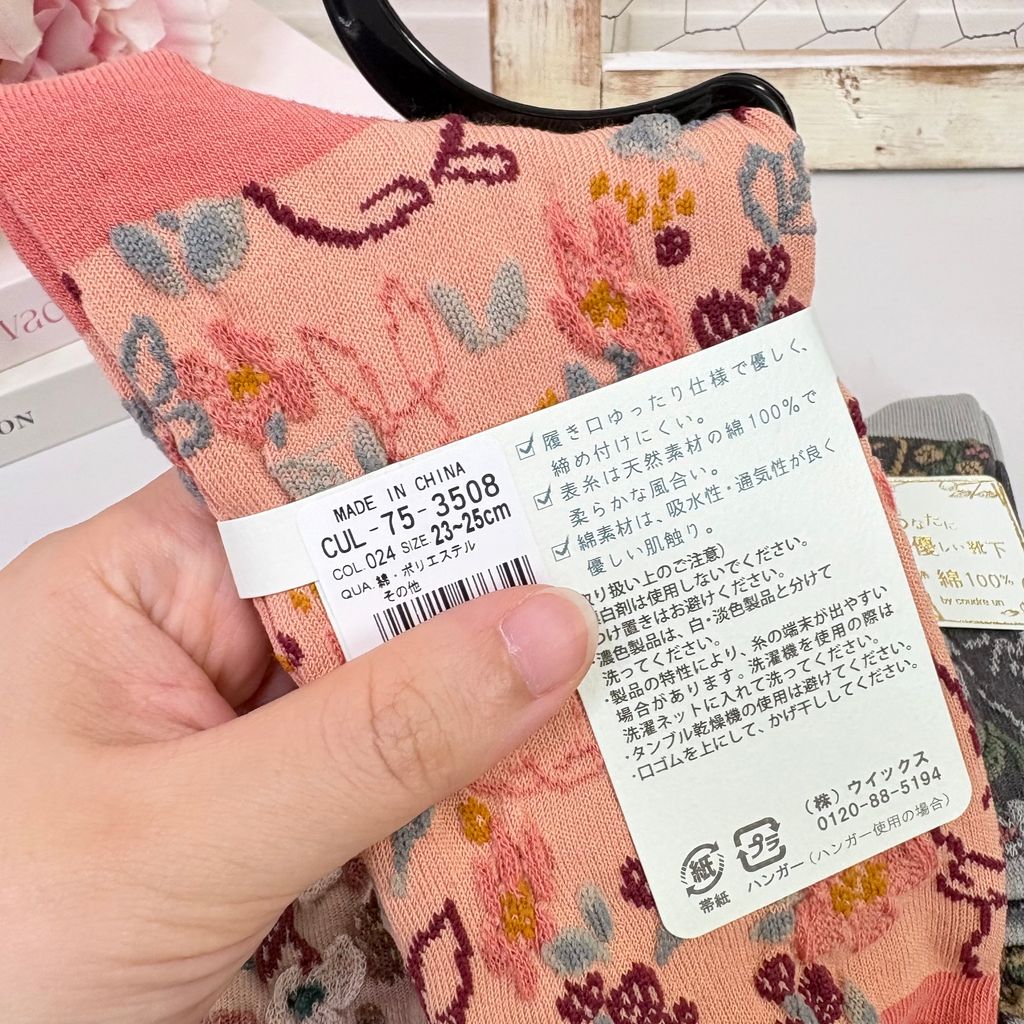 MADE IN CHINA
CUL-75-3508
COL 024 SIZE 23~25cm
QUA. 綿・ポリエステル
その他
履き口ゆったり仕様で優しく、
締め付けにくい。
表糸は天然素材の綿100%で
柔らかな風合い。
綿素材は、吸水性・通気性が良く
優しい肌触り。
り扱い上のご注意)
白剤は使用しないでください。
け置きはお避けください。
・濃色製品は、白・淡色製品と分けて
洗ってください。
・製品の特性により、糸の端末が出やすい
場合があります。洗濯機を使用の際は
洗濯ネットに入れて洗ってください。
・タンブル乾燥機の使用は避けてください。
・口ゴムを上にして、かげ干ししてください。
(株)ウイックス
0120-88-5194
紙
帯紙
プラ
ハンガー(ハンガー使用の場合)
なたに
優しい靴下
綿100%
ON